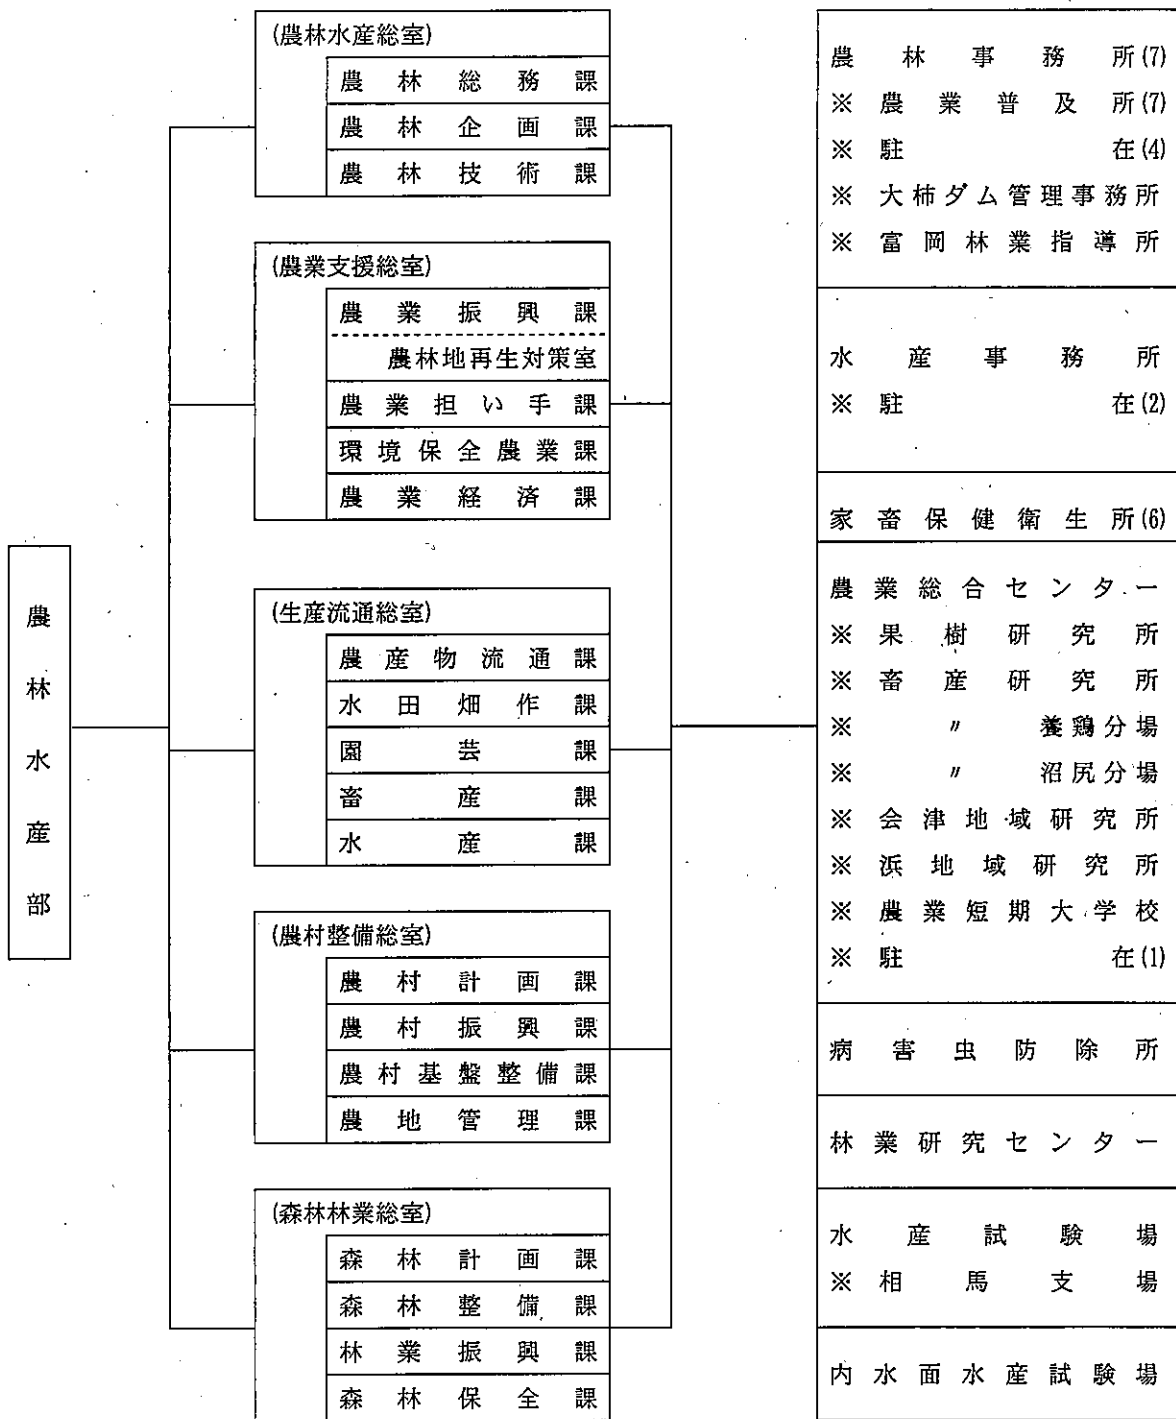 農林水産部
(農林水産総室)
農林総務課
農林企画課
農林技術課
(農業支援総室)
農業振興課
農林地再生対策室
農業担い手課
環境保全農業課
農業経済課
(生産流通総室)
農産物流通課
水田畑作課
園芸課
畜産課
水産課
(農村整備総室)
農村計画課
農村振興課
農村基盤整備課
農地管理課
(森林林業総室)
森林計画課
森林整備課
林業振興課
森林保全課
農林事務所(7)
※ 農業普及所(7)
※ 駐在(4)
※ 大柿ダム管理事務所
※ 富岡林業指導所
水産事務所
※ 駐在(2)
家畜保健衛生所(6)
農業総合センター
※ 果樹研究所
※ 畜産研究所
※ 〃 養鶏分場
※ 〃 沼尻分場
※ 会津地域研究所
※ 浜地域研究所
※ 農業短期大学校
※ 駐在(1)
病害虫防除所
林業研究センター
水産試験場
※ 相馬支場
内水面水産試験場